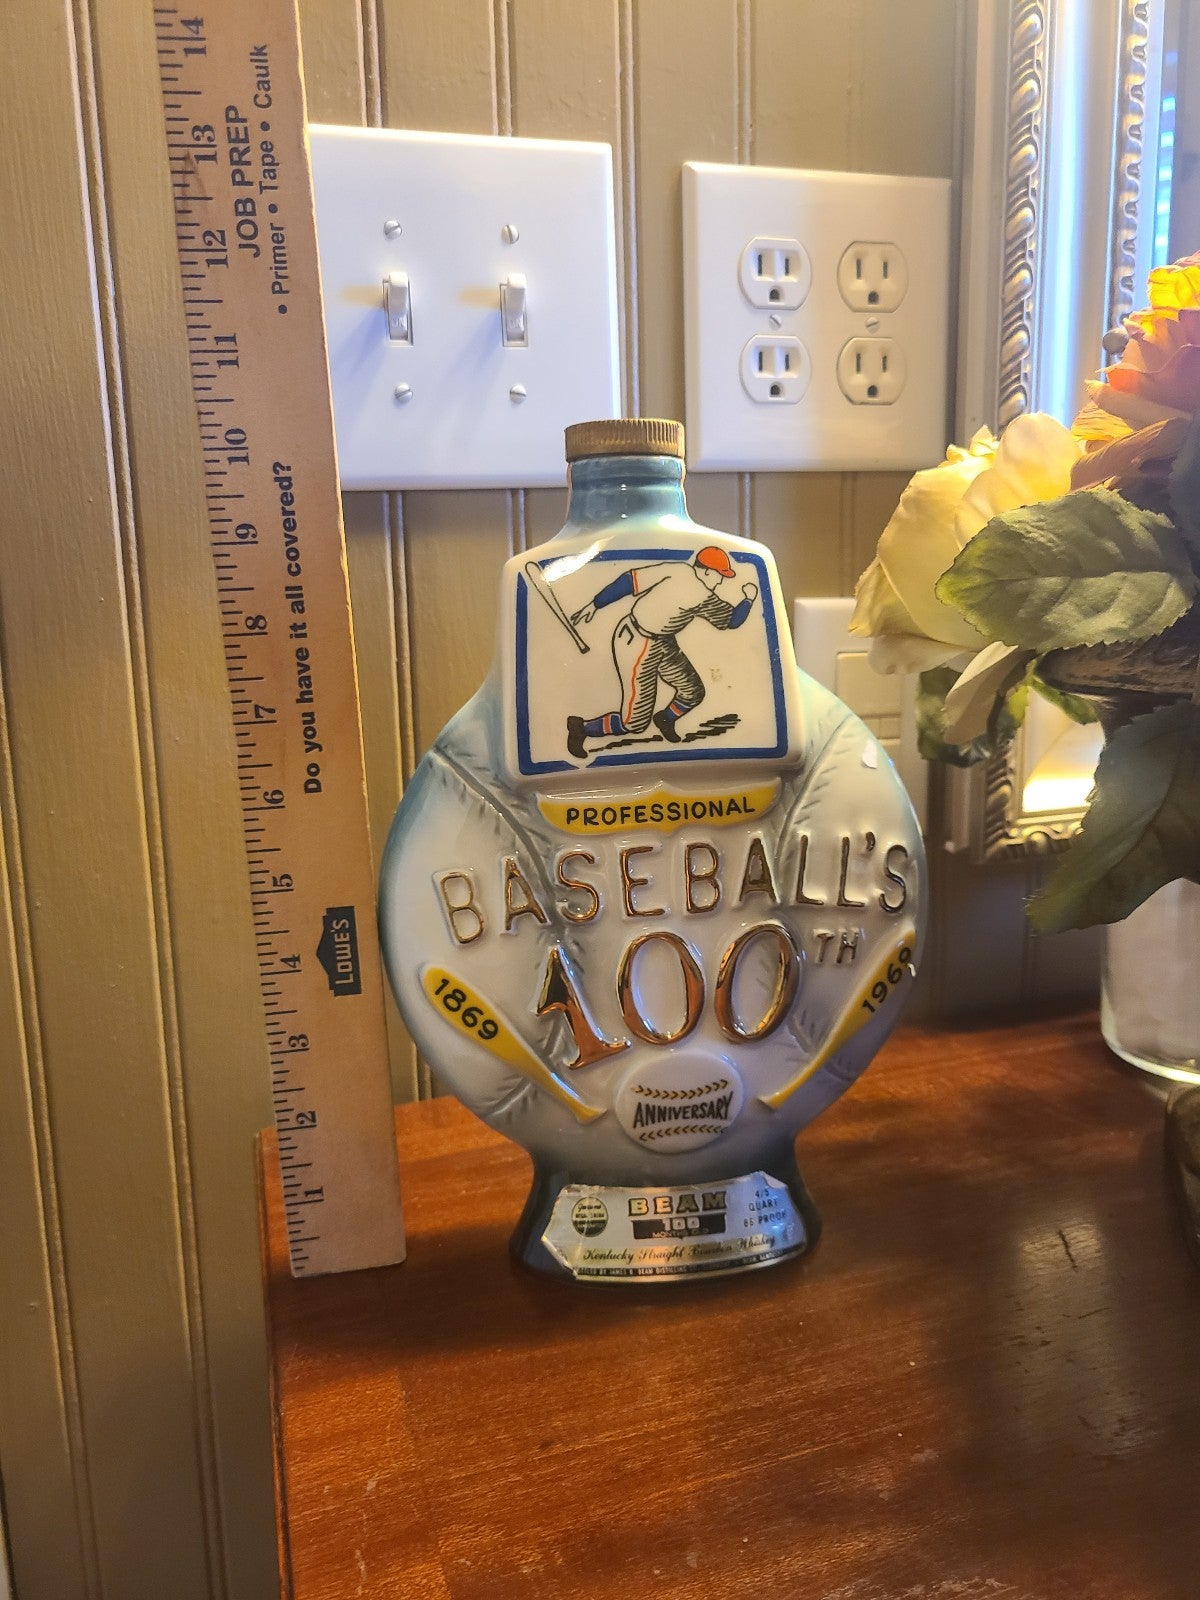 14
13
12
11
10
9
8
7
6
5
4
3
2
1
JOB PREP
• Primer • Tape • Caulk
Do you have it all covered?
LOWE'S
PROFESSIONAL
BASEBALL'S
100TH
1869
1969
ANNIVERSARY
BEAM
100
MONTHS OLD
4/5
QUART
86 PROOF
Kentucky Straight Bourbon Whiskey